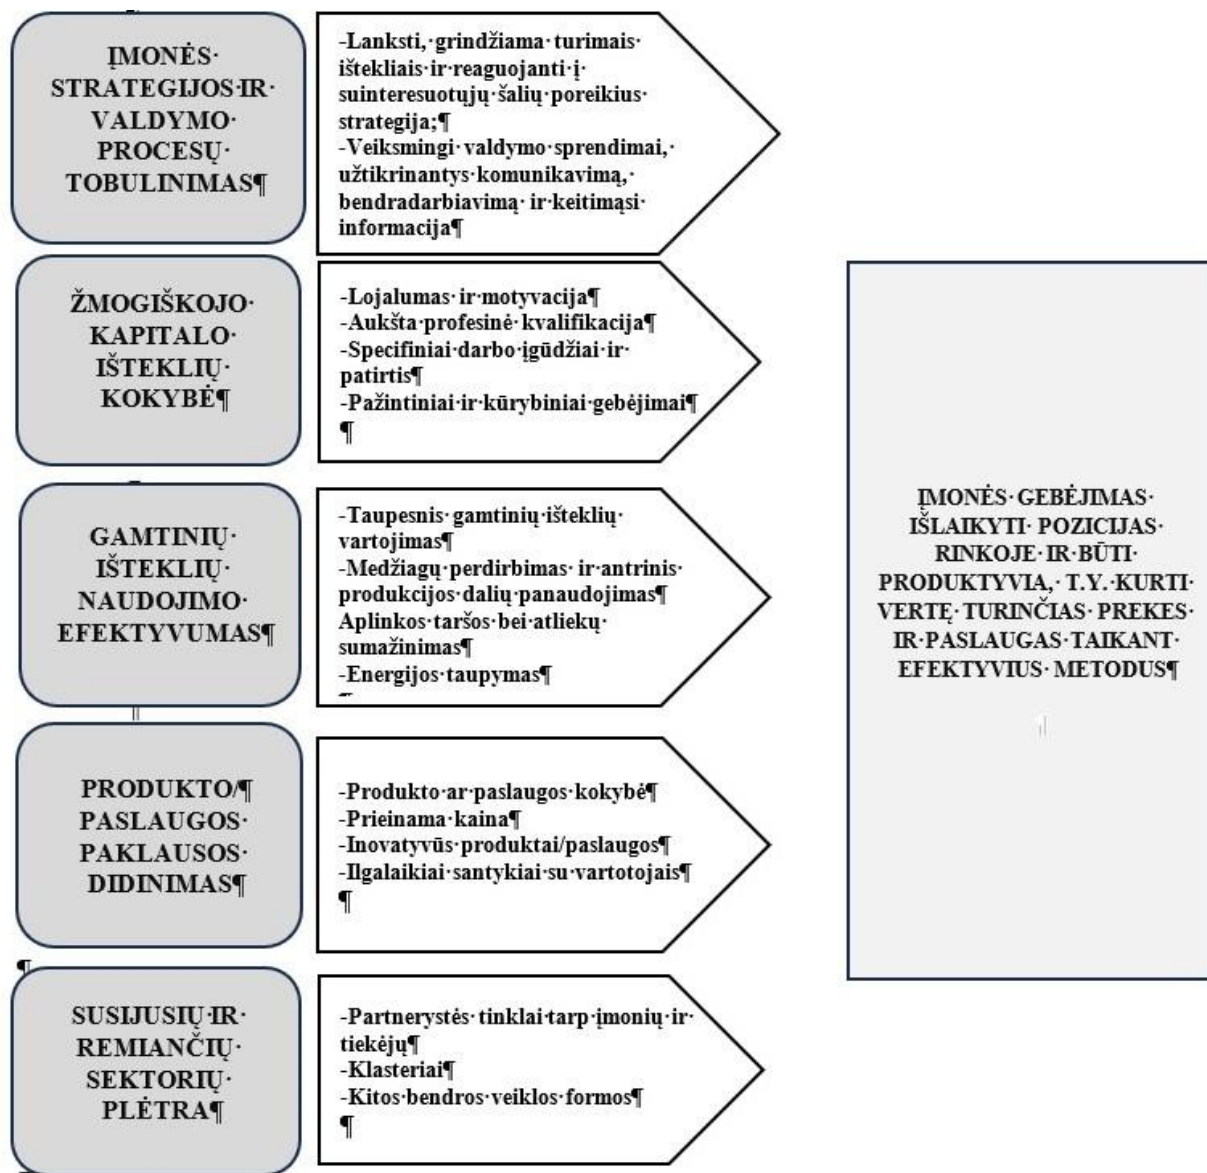 ĮMONĖS·
STRATEGIJOS·IR·
VALDYMO·
PROCESŲ·
TOBULINIMAS¶
-Lanksti,·grindžiama·turimais·
ištekliais·ir·reaguojanti·į·
suinteresuotųjų·šalių·poreikius·
strategija;¶
-Veiksmingi·valdymo·sprendimai,·
užtikrinantys·komunikavimą,·
bendradarbiavimą·ir·keitimąsi·
informacija¶
ŽMOGIŠKOJO·
KAPITALO·
IŠTEKLIŲ·
KOKYBĖ¶
-Lojalumas·ir·motyvacija¶
-Aukšta·profesinė·kvalifikacija¶
-Specifiniai·darbo·įgūdžiai·ir·
patirtis¶
-Pažintiniai·ir·kūrybiniai·gebėjimai¶
¶
GAMTINIŲ·
IŠTEKLIŲ·
NAUDOJIMO·
EFEKTYVUMAS¶
-Taupesnis·gamtinių·išteklių·
vartojimas¶
-Medžiagų·perdirbimas·ir·antrinis·
produkcijos·dalių·panaudojimas¶
Aplinkos·taršos·bei·atliekų·
sumažinimas¶
-Energijos·taupymas¶
PRODUKTO/¶
PASLAUGOS·
PAKLAUSOS·
DIDINIMAS¶
-Produkto·ar·paslaugos·kokybė¶
-Prieinama·kaina¶
-Inovatyvūs·produktai/paslaugos¶
-Ilgalaikiai·santykiai·su·vartotojais¶
¶
¶
SUSIJUSIŲ·IR·
REMIANČIŲ·
SEKTORIŲ·
PLĖTRA¶
-Partnerystės·tinklai·tarp·įmonių·ir·
tiekėjų¶
-Klasteriai¶
-Kitos·bendros·veiklos·formos¶
¶
ĮMONĖS·GEBĖJIMAS·
IŠLAIKYTI·POZICIJAS·
RINKOJE·IR·BŪTI·
PRODUKTYVIA,·T.Y.·KURTI·
VERTĘ·TURINČIAS·PREKES·
IR·PASLAUGAS·TAIKANT·
EFEKTYVIUS·METODUS¶
¶